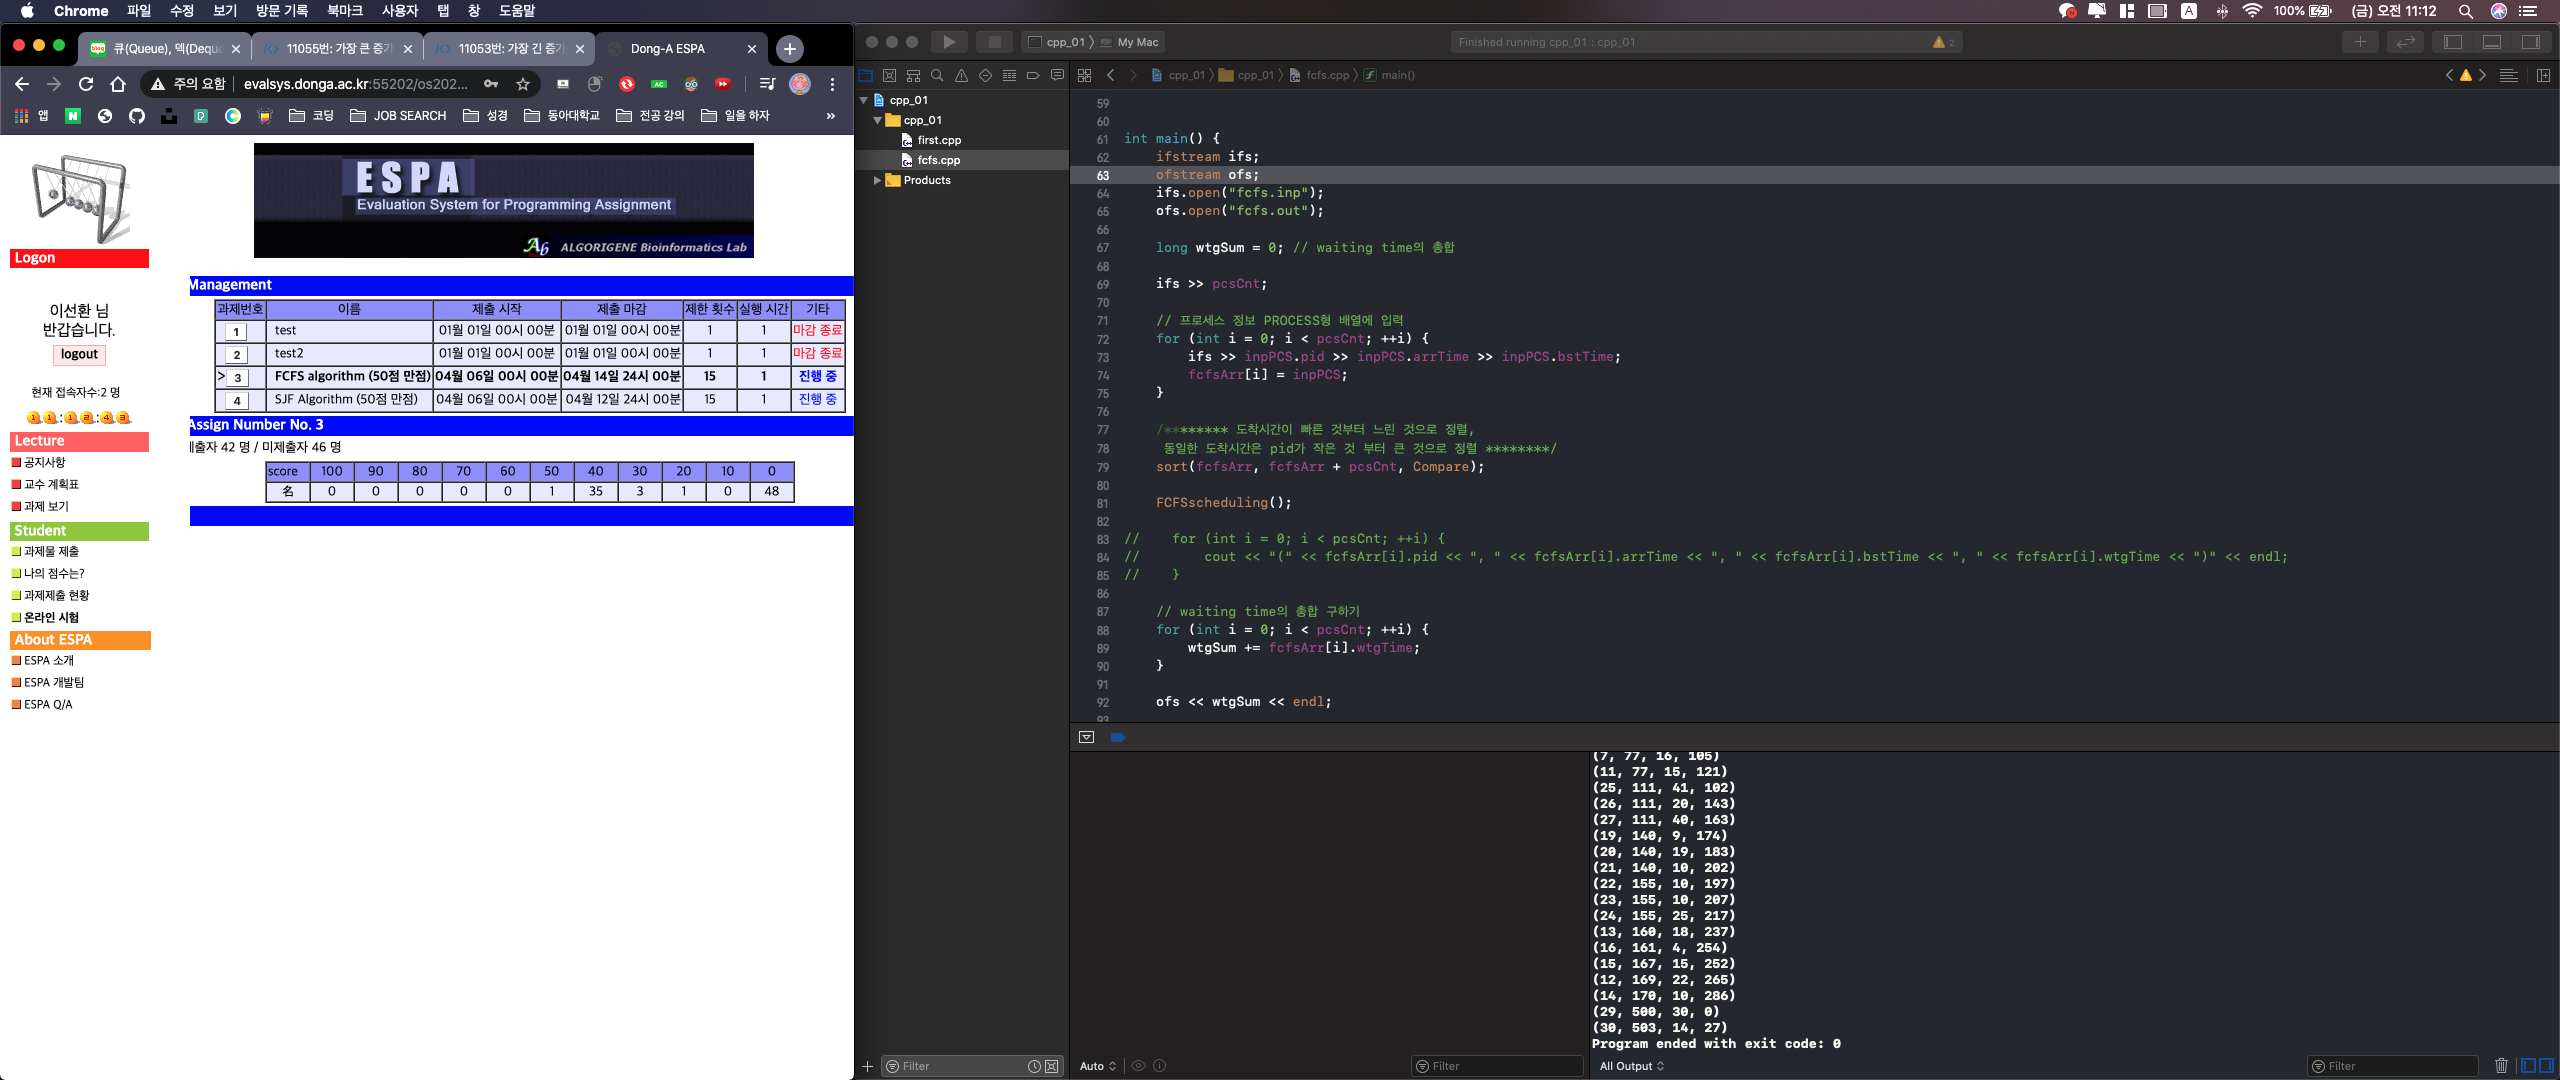 Chrome 파일 수정 보기 방문 기록 북마크 사용자 탭 창 도움말
A 100% (금) 오전 11:12
큐(Queue), 덱(Deque 11055번: 가장 큰 증가 11053번: 가장 긴 증가 Dong-A ESPA
주의 요함 evalsys.donga.ac.kr:55202/os202...
앱 코딩 JOB SEARCH 성경 동아대학교 전공 강의 일을 하자 »
ESPA
Evaluation System for Programming Assignment
Ab ALGORIGENE Bioinformatics Lab
Logon
이선환 님
반갑습니다.
logout
현재 접속자수:2 명
11:12:43
Lecture
공지사항
교수 계획표
과제 보기
Student
과제물 제출
나의 점수는?
과제제출 현황
온라인 시험
About ESPA
ESPA 소개
ESPA 개발팀
ESPA Q/A
Management
과제번호 이름 제출 시작 제출 마감 제한 횟수 실행 시간 기타
1 test 01월 01일 00시 00분 01월 01일 00시 00분 1 1 마감 종료
2 test2 01월 01일 00시 00분 01월 01일 00시 00분 1 1 마감 종료
> 3 FCFS algorithm (50점 만점) 04월 06일 00시 00분 04월 14일 24시 00분 15 1 진행 중
4 SJF Algorithm (50점 만점) 04월 06일 00시 00분 04월 12일 24시 00분 15 1 진행 중
Assign Number No. 3
제출자 42 명 / 미제출자 46 명
score 100 90 80 70 60 50 40 30 20 10 0
名 0 0 0 0 0 1 35 3 1 0 48
cpp_01 〉 My Mac
Finished running cpp_01 : cpp_01 2
cpp_01 〉 cpp_01 〉 fcfs.cpp 〉 main()
cpp_01
cpp_01
first.cpp
fcfs.cpp
Products
59
60
61 int main() {
62 ifstream ifs;
63 ofstream ofs;
64 ifs.open("fcfs.inp");
65 ofs.open("fcfs.out");
66
67 long wtgSum = 0; // waiting time의 총합
68
69 ifs >> pcsCnt;
70
71 // 프로세스 정보 PROCESS형 배열에 입력
72 for (int i = 0; i < pcsCnt; ++i) {
73 ifs >> inpPCS.pid >> inpPCS.arrTime >> inpPCS.bstTime;
74 fcfsArr[i] = inpPCS;
75 }
76
77 /******** 도착시간이 빠른 것부터 느린 것으로 정렬,
78 동일한 도착시간은 pid가 작은 것 부터 큰 것으로 정렬 ********/
79 sort(fcfsArr, fcfsArr + pcsCnt, Compare);
80
81 FCFSscheduling();
82
83 // for (int i = 0; i < pcsCnt; ++i) {
84 // cout << "(" << fcfsArr[i].pid << ", " << fcfsArr[i].arrTime << ", " << fcfsArr[i].bstTime << ", " << fcfsArr[i].wtgTime << ")" << endl;
85 // }
86
87 // waiting time의 총합 구하기
88 for (int i = 0; i < pcsCnt; ++i) {
89 wtgSum += fcfsArr[i].wtgTime;
90 }
91
92 ofs << wtgSum << endl;
93
(7, 77, 16, 105)
(11, 77, 15, 121)
(25, 111, 41, 102)
(26, 111, 20, 143)
(27, 111, 40, 163)
(19, 140, 9, 174)
(20, 140, 19, 183)
(21, 140, 10, 202)
(22, 155, 10, 197)
(23, 155, 10, 207)
(24, 155, 25, 217)
(13, 160, 18, 237)
(16, 161, 4, 254)
(15, 167, 15, 252)
(12, 169, 22, 265)
(14, 170, 10, 286)
(29, 500, 30, 0)
(30, 503, 14, 27)
Program ended with exit code: 0
Filter Auto Filter All Output Filter